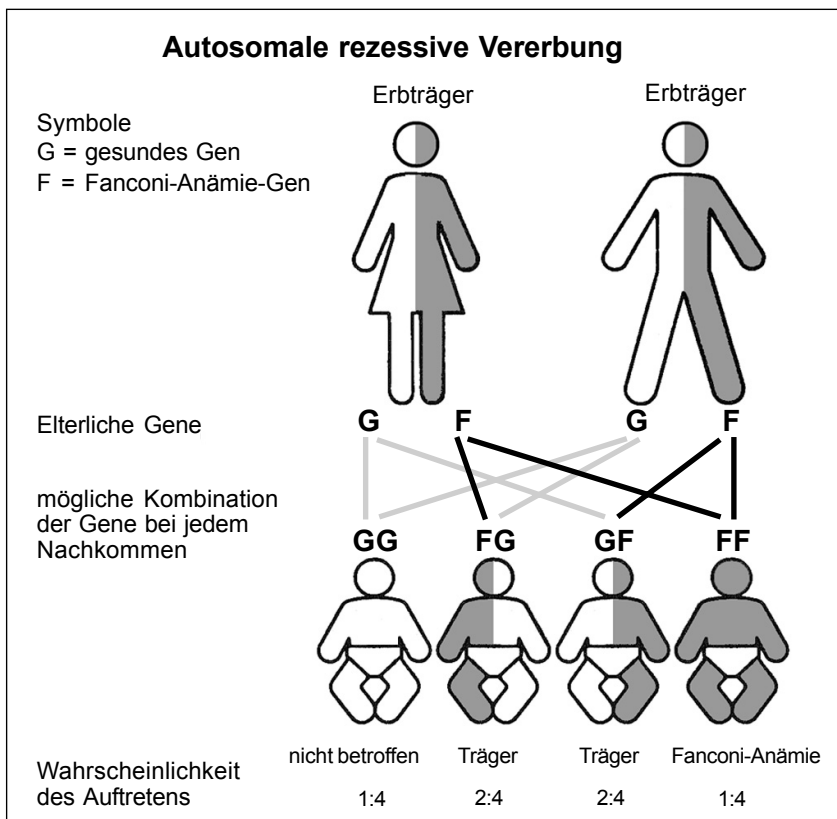 Autosomale rezessive Vererbung
Erbträger
Erbträger
Symbole
G = gesundes Gen
F = Fanconi-Anämie-Gen
Elterliche Gene
G F G F
mögliche Kombination
der Gene bei jedem
Nachkommen
GG FG GF FF
nicht betroffen Träger Träger Fanconi-Anämie
Wahrscheinlichkeit
des Auftretens
1:4 2:4 2:4 1:4